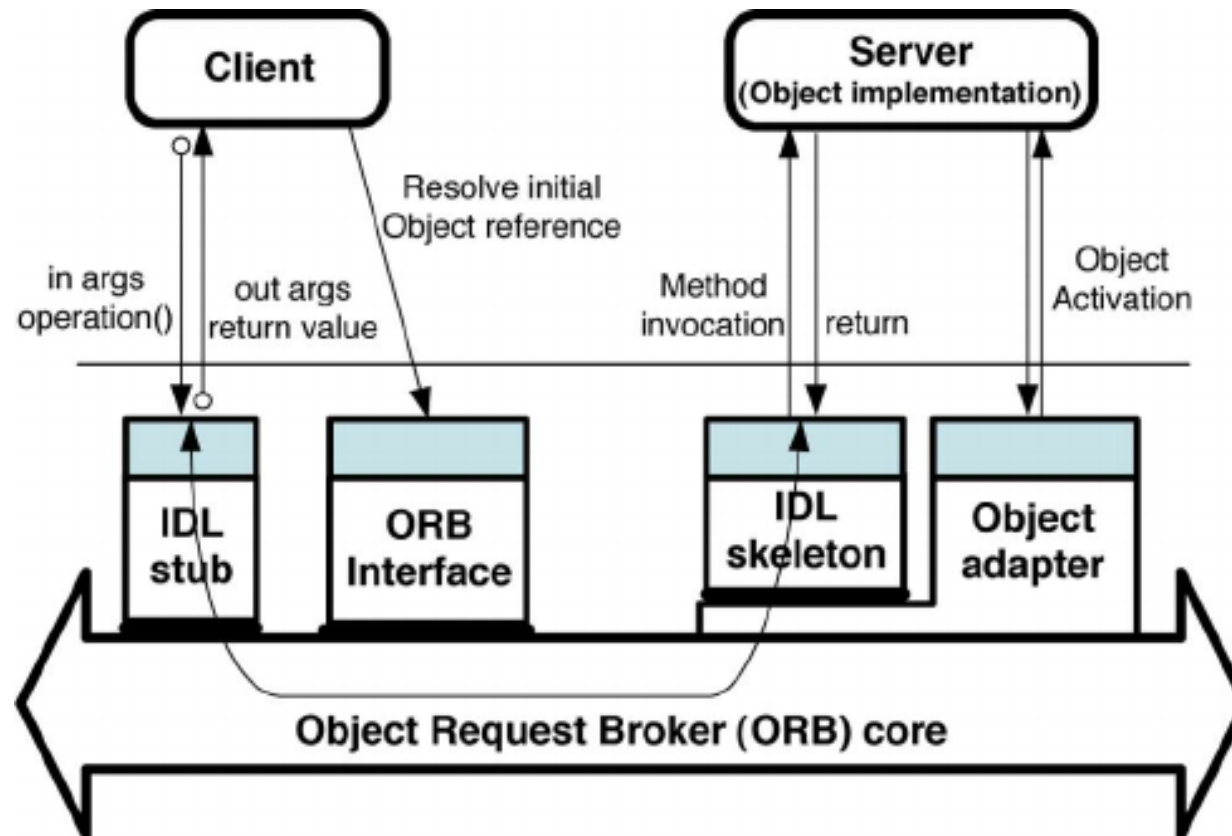 Client
Server
(Object implementation)
Resolve initial
Object reference
in args
operation()
out args
return value
Method
invocation
return
Object
Activation
IDL
stub
ORB
Interface
IDL
skeleton
Object
adapter
Object Request Broker (ORB) core